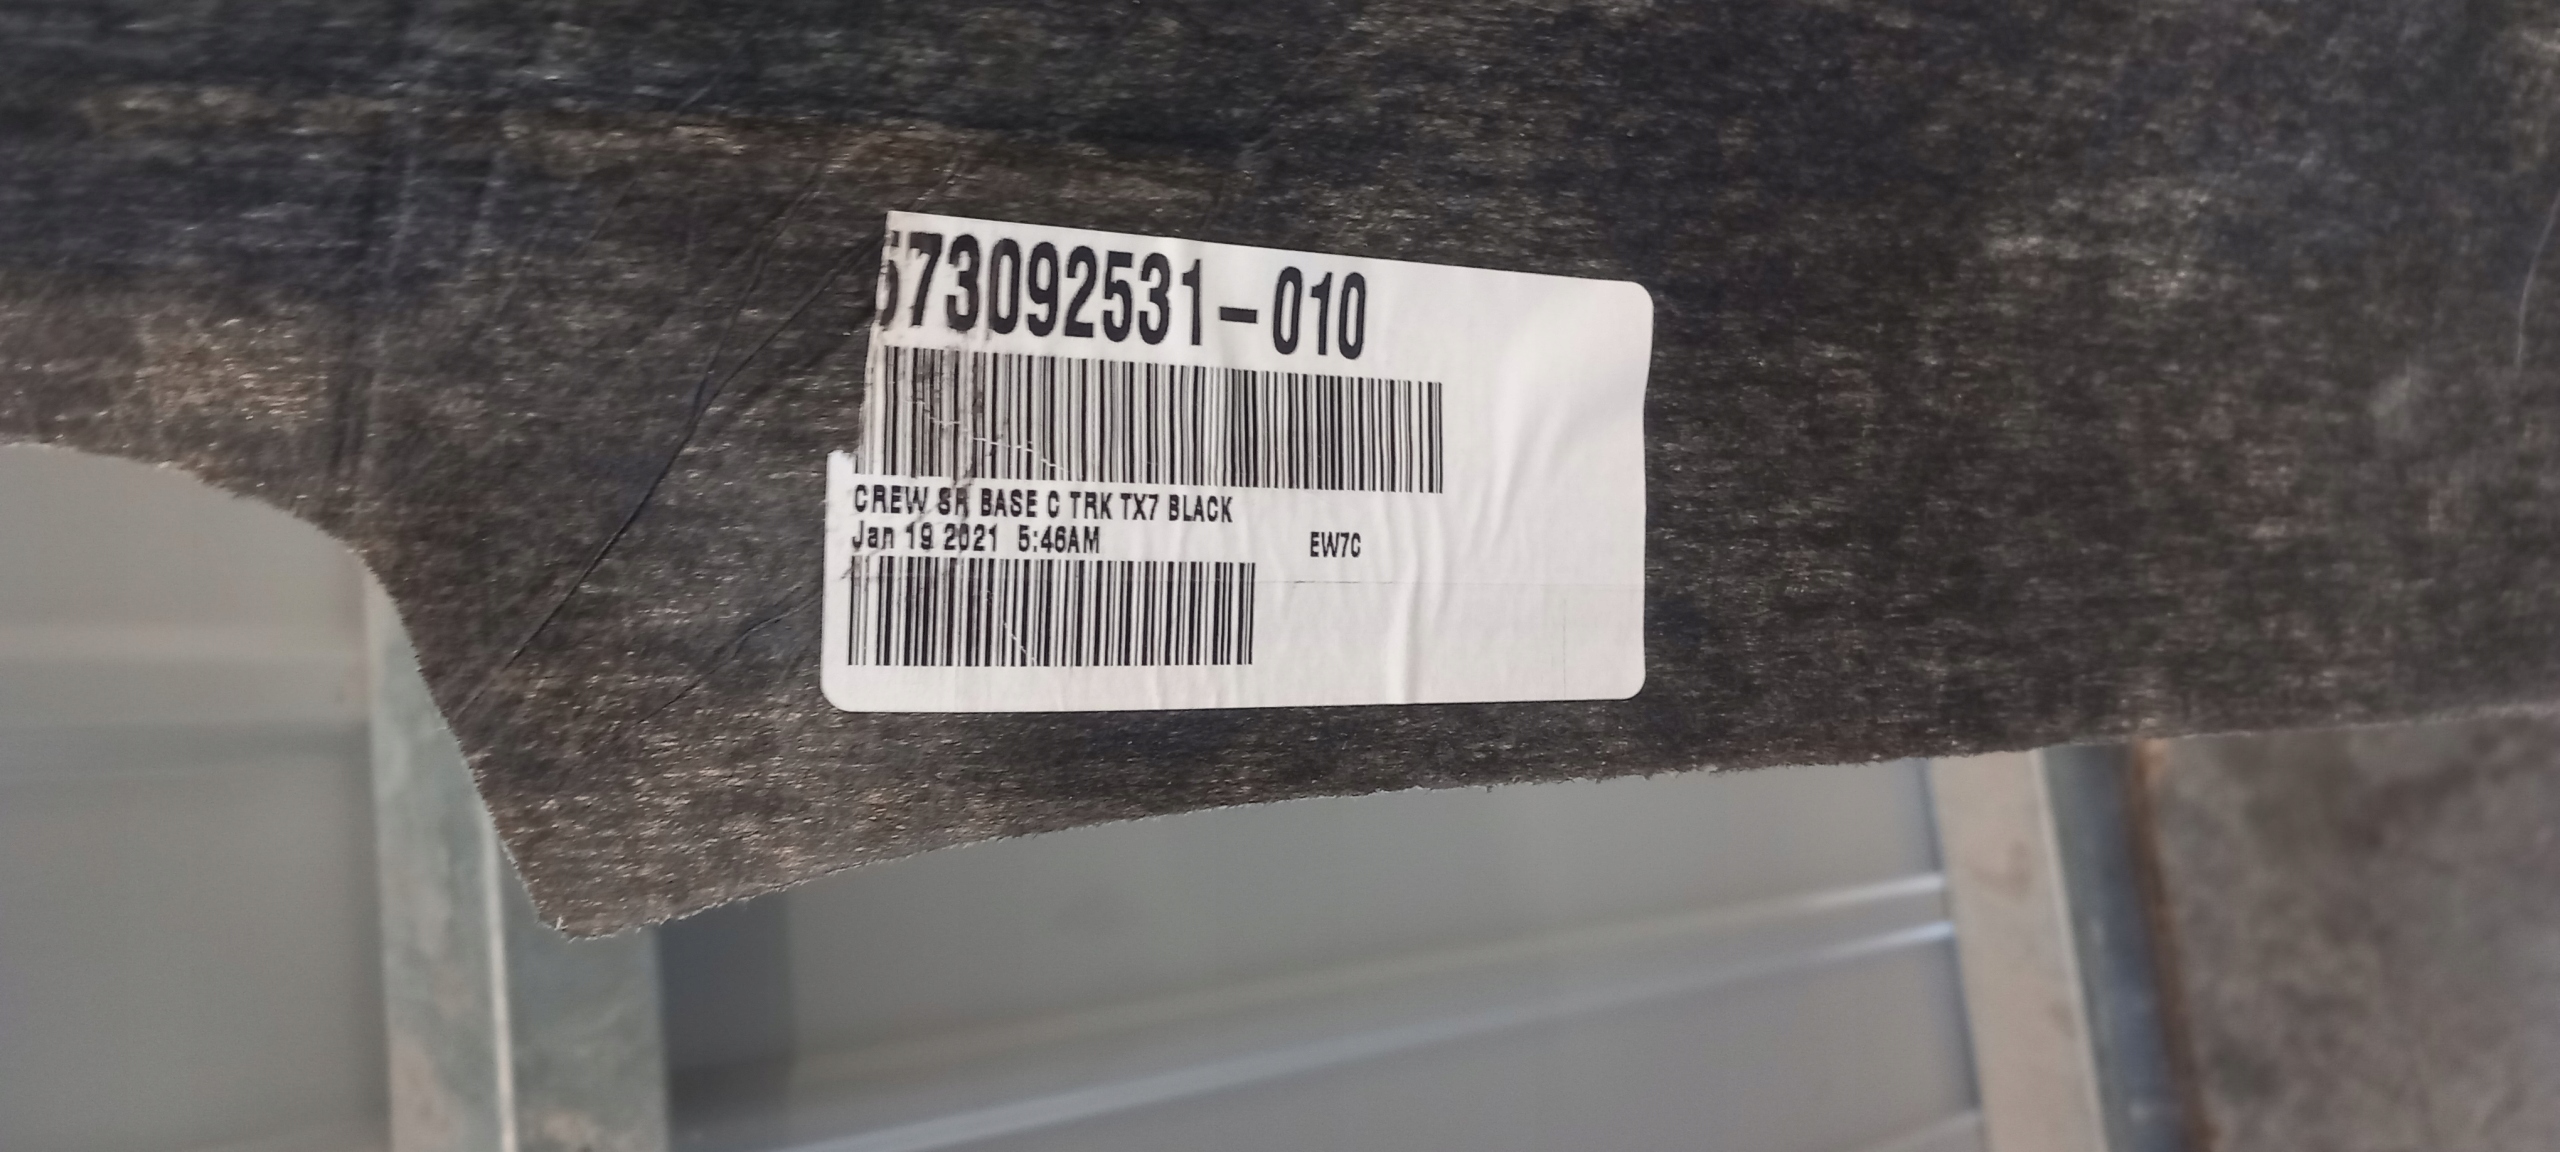 573092531-010
CREW SR BASE C TRK TX7 BLACK
Jan 19 2021 5:46AM EW7C